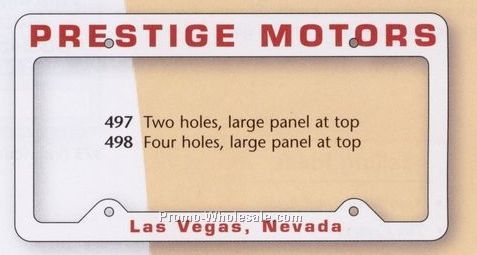 PRESTIGE MOTORS
497 Two holes, large panel at top
498 Four holes, large panel at top
Promo-Wholesale.com
Las Vegas, Nevada